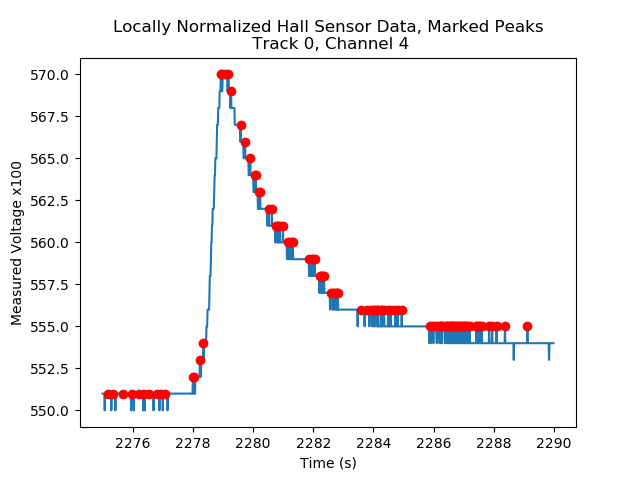 Locally Normalized Hall Sensor Data, Marked Peaks
Track 0, Channel 4
570.0
567.5
565.0
562.5
560.0
557.5
555.0
552.5
550.0
Measured Voltage x100
2276 2278 2280 2282 2284 2286 2288 2290
Time (s)